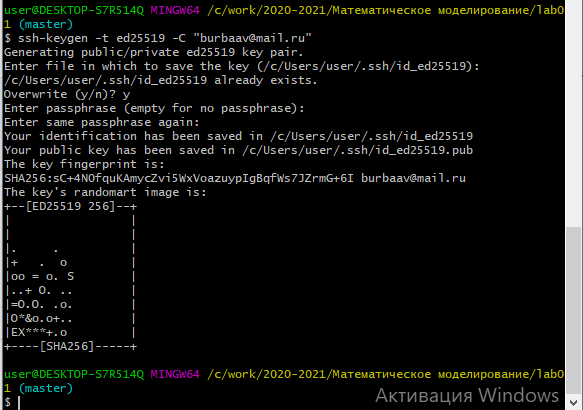 user@DESKTOP-S7R514Q MINGW64 /c/work/2020-2021/Математическое моделирование/lab0
1 (master)
$ ssh-keygen -t ed25519 -C "burbaav@mail.ru"
Generating public/private ed25519 key pair.
Enter file in which to save the key (/c/Users/user/.ssh/id_ed25519):
/c/Users/user/.ssh/id_ed25519 already exists.
Overwrite (y/n)? y
Enter passphrase (empty for no passphrase):
Enter same passphrase again:
Your identification has been saved in /c/Users/user/.ssh/id_ed25519
Your public key has been saved in /c/Users/user/.ssh/id_ed25519.pub
The key fingerprint is:
SHA256:sC+4NOfquKAmycZvi5WxVoazuypIgBqfWs7JZrmG+6I burbaav@mail.ru
The key's randomart image is:
+--[ED25519 256]--+
|                 |
|                 |
|.     .          |
|+   .  o         |
|oo = o. S        |
|..+ O. ..        |
|=O.O. .o.        |
|O*&o.o+..        |
|EX***+.o         |
+----[SHA256]-----+
user@DESKTOP-S7R514Q MINGW64 /c/work/2020-2021/Математическое моделирование/lab0
1 (master)
$
Активация Windows